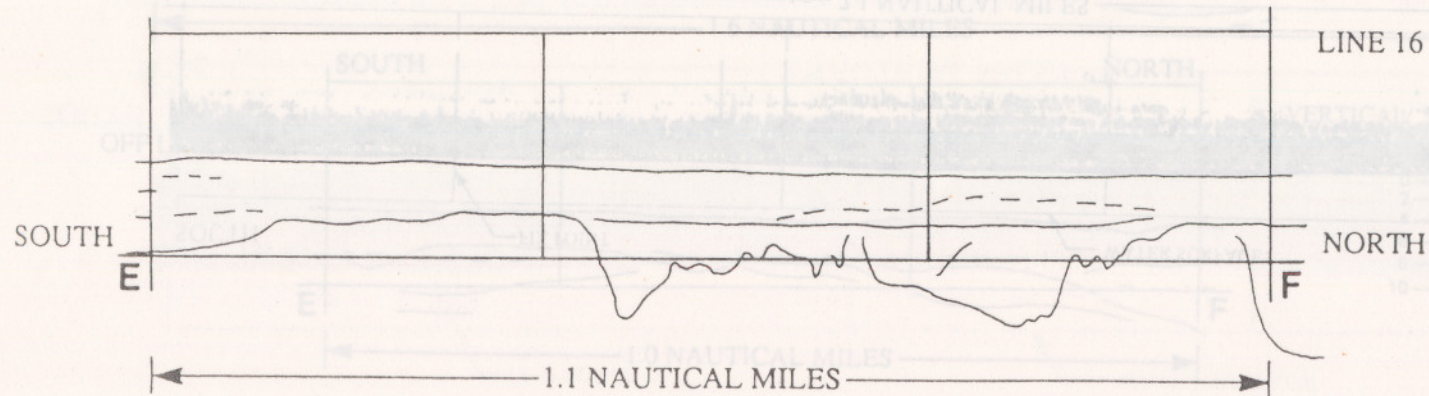 LINE 16
SOUTH
NORTH
E
F
1.1 NAUTICAL MILES